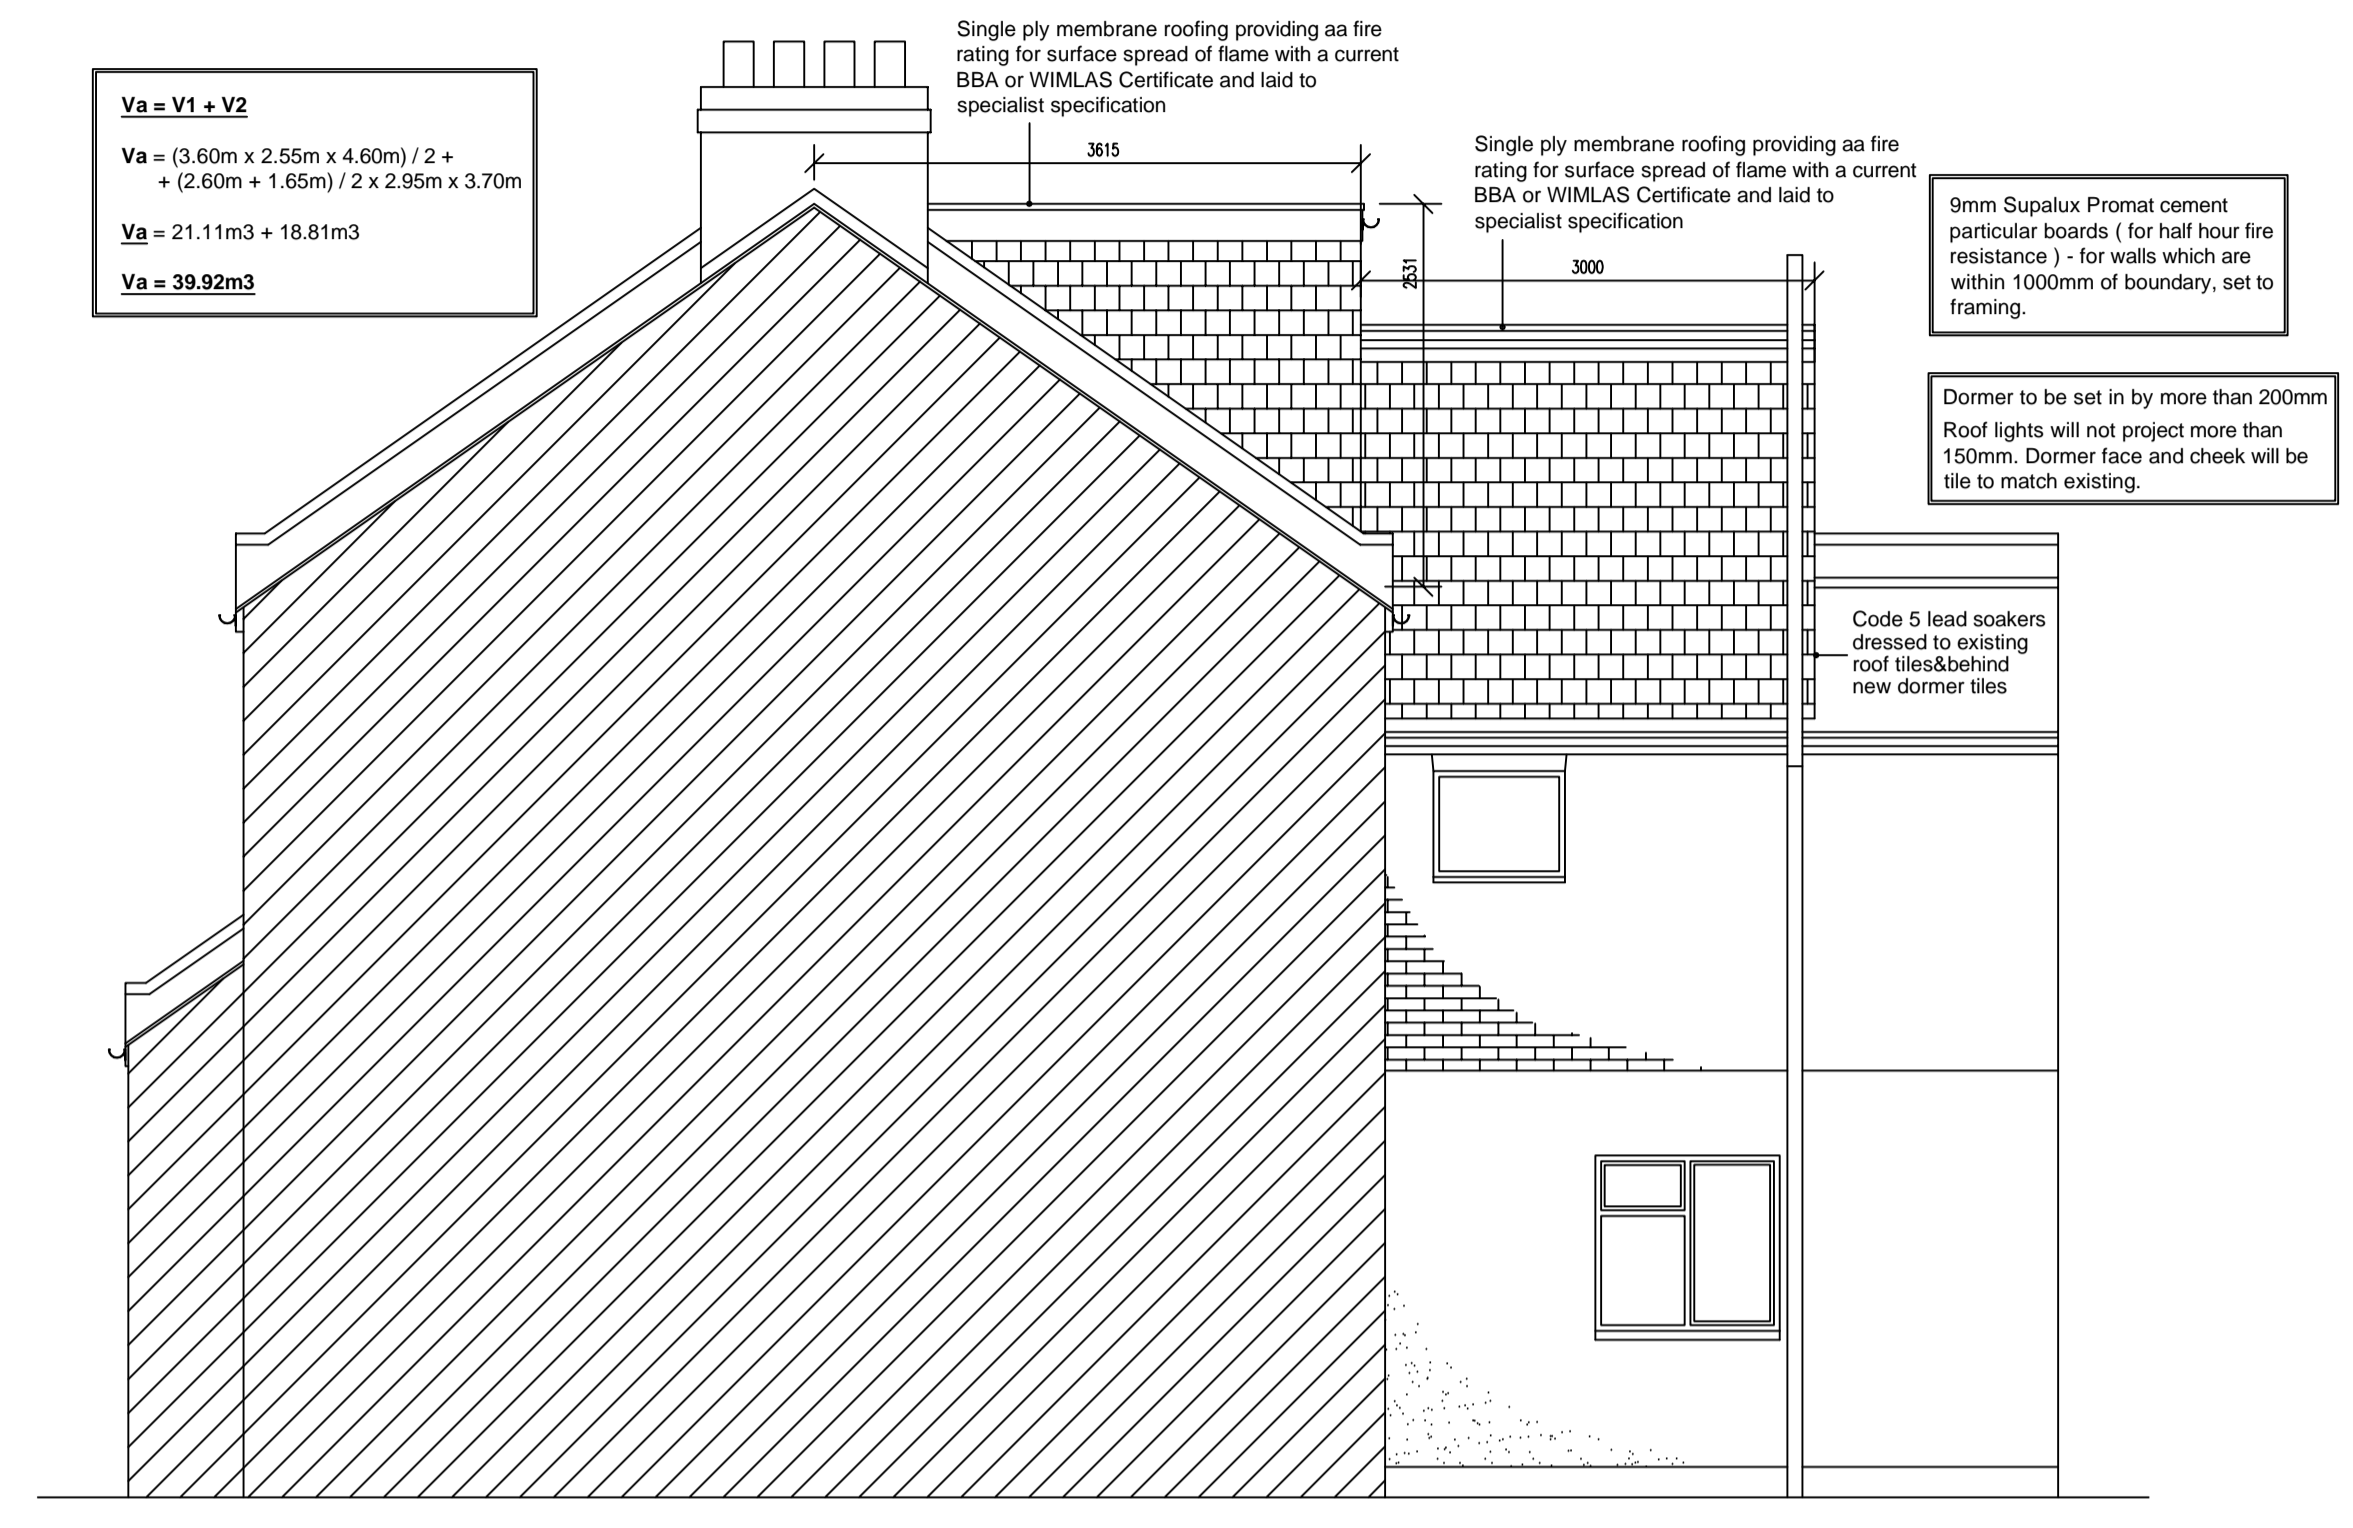 Single ply membrane roofing providing aa fire
rating for surface spread of flame with a current
BBA or WIMLAS Certificate and laid to
specialist specification
Va = V1 + V2
Va = (3.60m x 2.55m x 4.60m) / 2 +
+ (2.60m + 1.65m) / 2 x 2.95m x 3.70m
Va = 21.11m3 + 18.81m3
Va = 39.92m3
3615
Single ply membrane roofing providing aa fire
rating for surface spread of flame with a current
BBA or WIMLAS Certificate and laid to
specialist specification
2531
3000
9mm Supalux Promat cement
particular boards ( for half hour fire
resistance ) - for walls which are
within 1000mm of boundary, set to
framing.
Dormer to be set in by more than 200mm
Roof lights will not project more than
150mm. Dormer face and cheek will be
tile to match existing.
Code 5 lead soakers
dressed to existing
roof tiles&behind
new dormer tiles